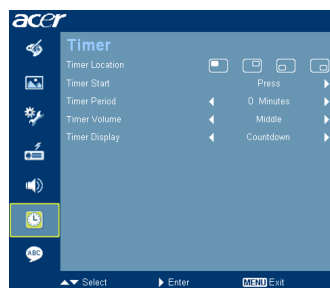 acer
Timer
Timer Location
Timer Start Press
Timer Period 0 Minutes
Timer Volume Middle
Timer Display Countdown
ABC
Select Enter MENU Exit